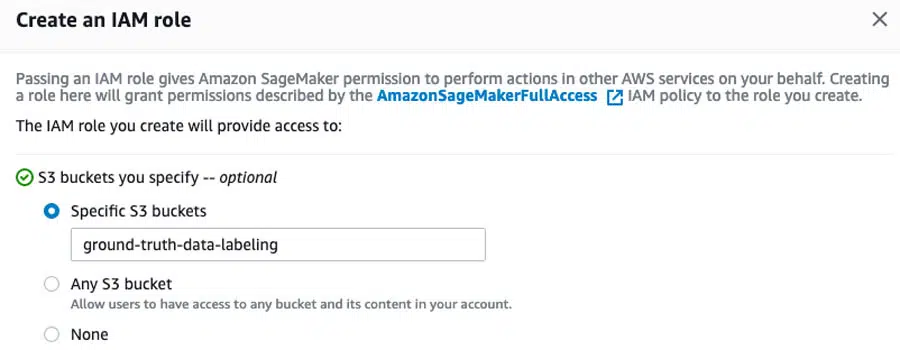 Create an IAM role
Passing an IAM role gives Amazon SageMaker permission to perform actions in other AWS services on your behalf. Creating
a role here will grant permissions described by the AmazonSageMakerFullAccess IAM policy to the role you create.
The IAM role you create will provide access to:
S3 buckets you specify -- optional
Specific S3 buckets
ground-truth-data-labeling
Any S3 bucket
Allow users to have access to any bucket and its content in your account.
None